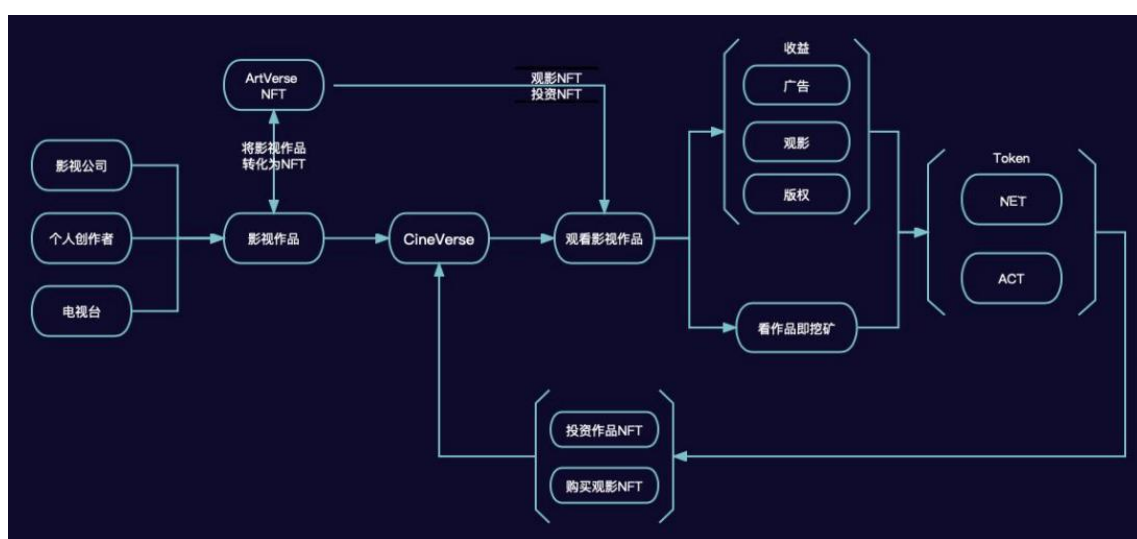 ArtVerse
NFT
观影NFT
投资NFT
将影视作品
转化为NFT
影视公司
个人创作者
电视台
影视作品
CineVerse
观看影视作品
收益
广告
观影
版权
看作品即挖矿
Token
NET
ACT
投资作品NFT
购买观影NFT